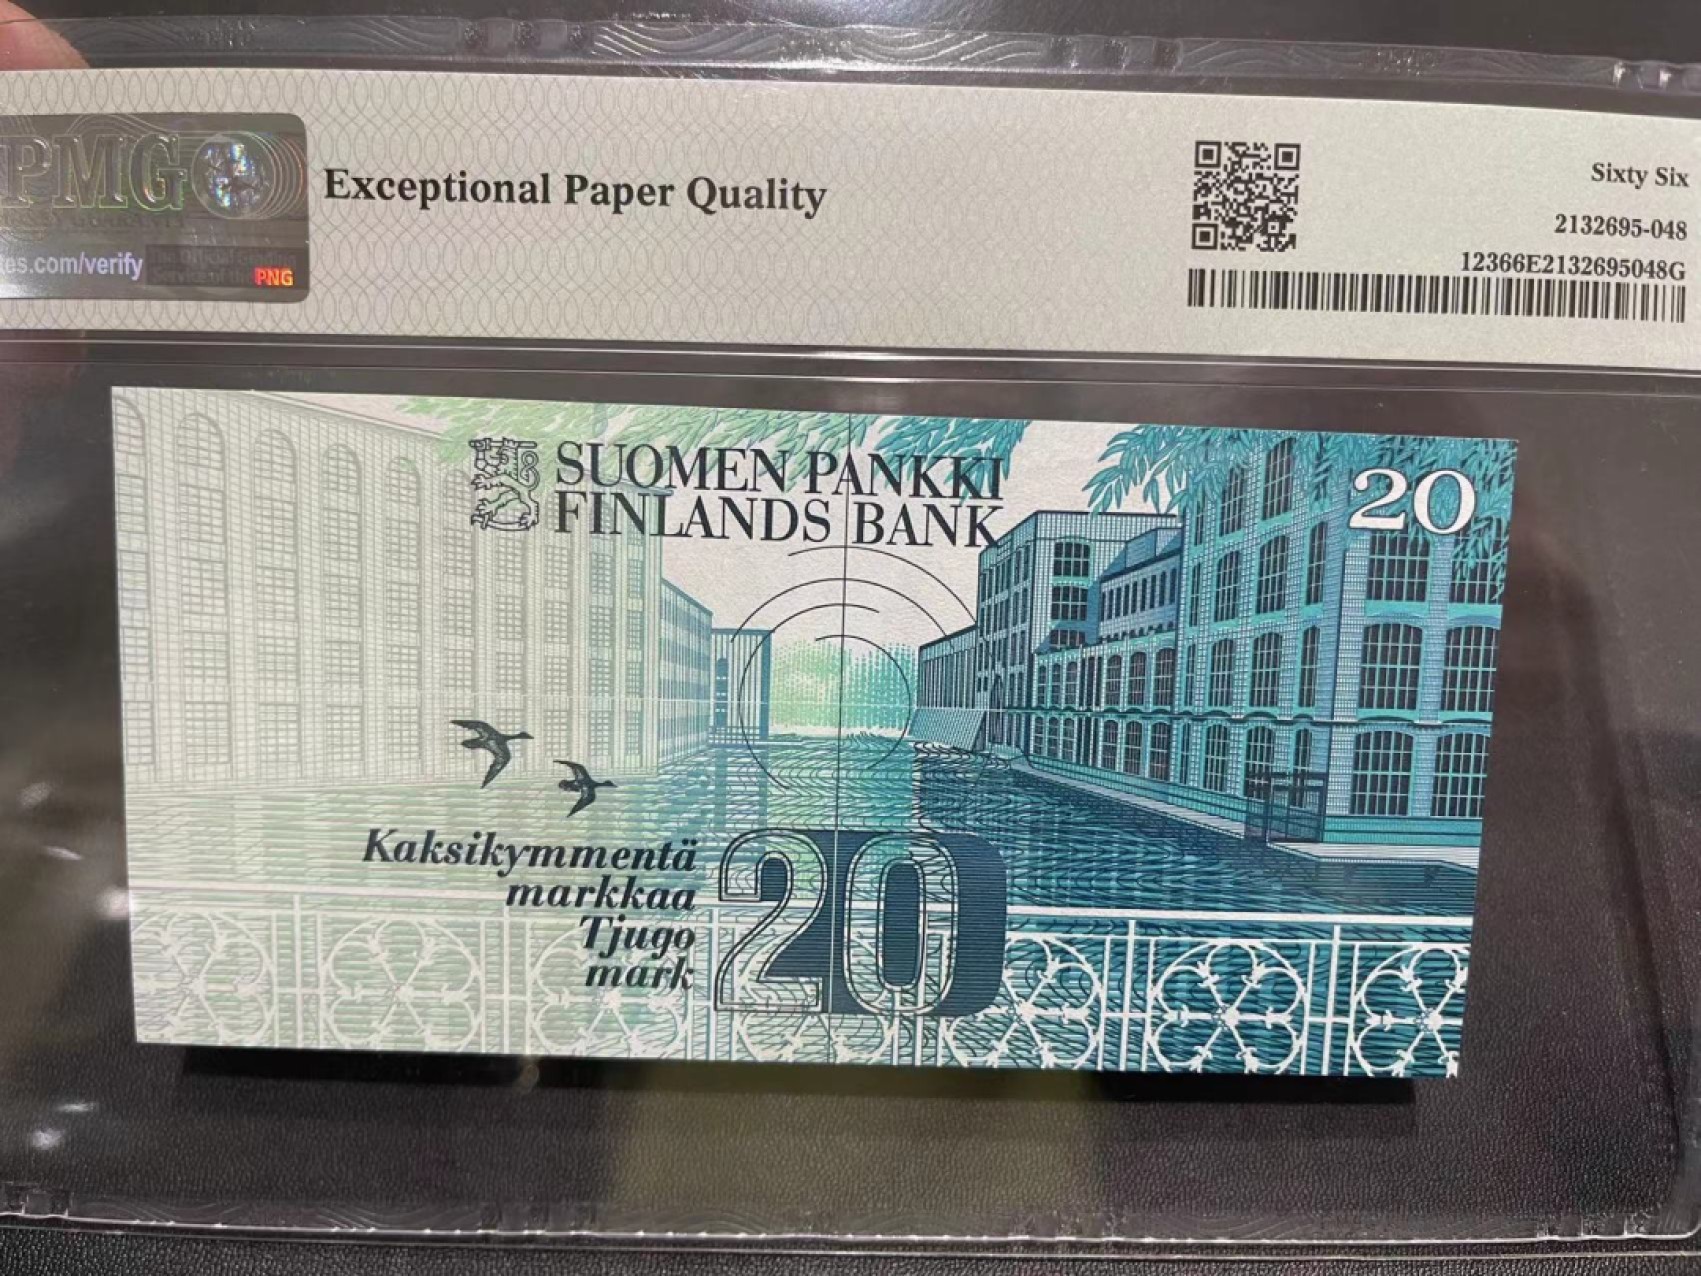 PMG
Exceptional Paper Quality
Sixty Six
2132695-048
12366E2132695048G
es.com/verify
PNG
SUOMEN PANKKI
FINLANDS BANK
20
Kaksikymmentä
markkaa
Tjugo
mark
20